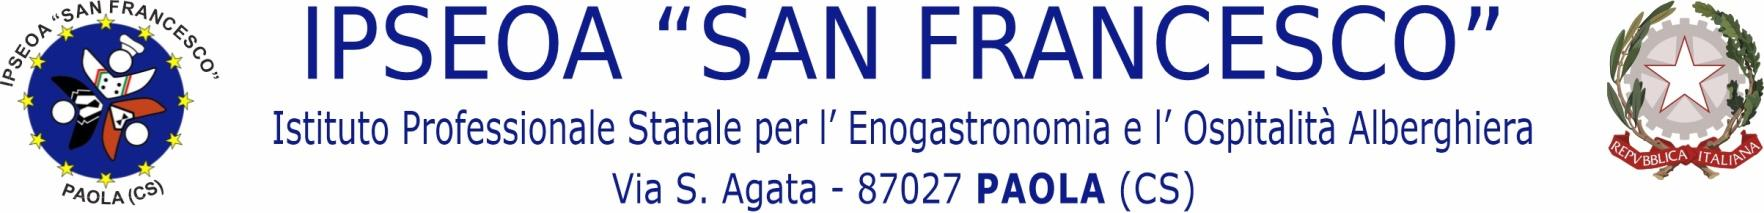 IPSEOA “SAN FRANCESCO”
PAOLA (CS)
IPSEOA “SAN FRANCESCO”
Istituto Professionale Statale per l’ Enogastronomia e l’ Ospitalità Alberghiera
Via S. Agata - 87027 PAOLA (CS)
REPVBBLICA ITALIANA